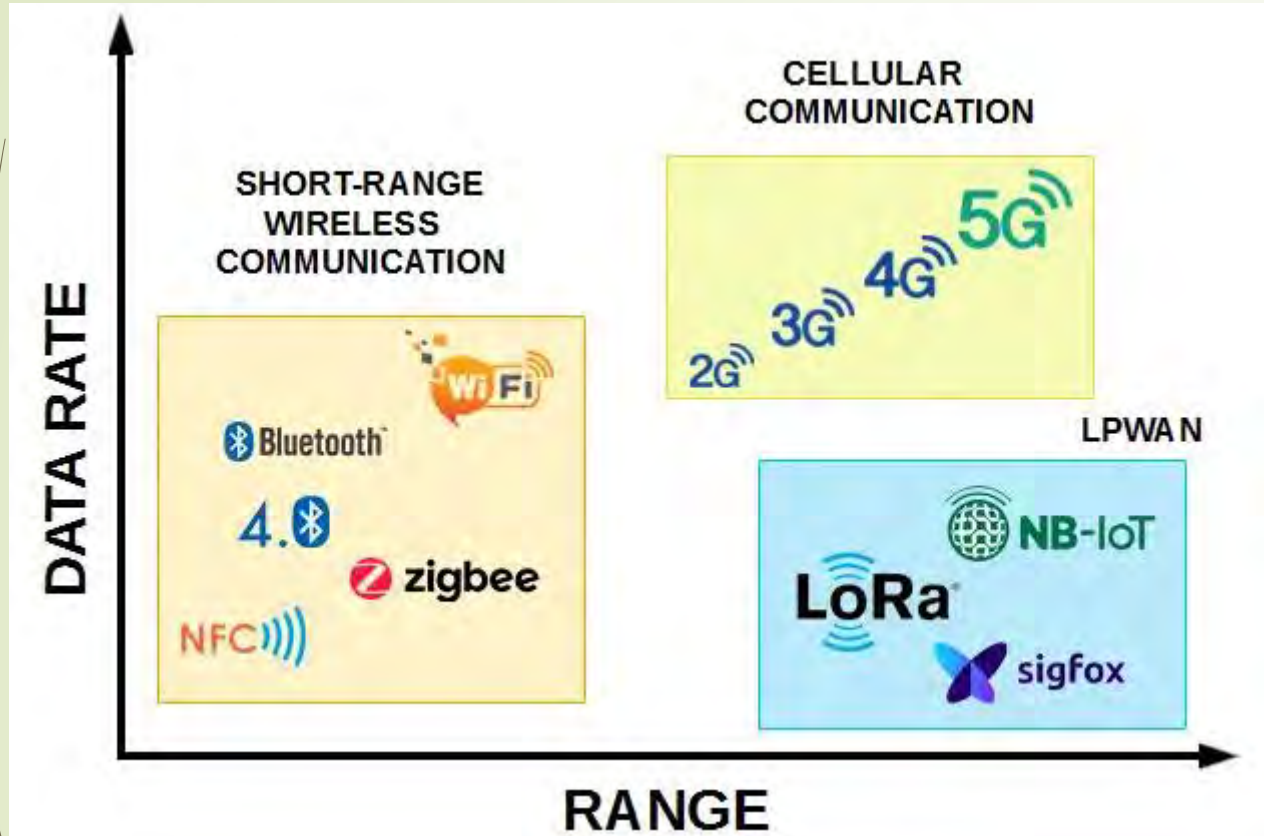 CELLULAR
COMMUNICATION
SHORT-RANGE
WIRELESS
COMMUNICATION
5G
4G
3G
2G
WiFi
Bluetooth™
4.0
zigbee
NFC
LPWAN
NB-IoT
LoRa®
sigfox
DATA RATE
RANGE